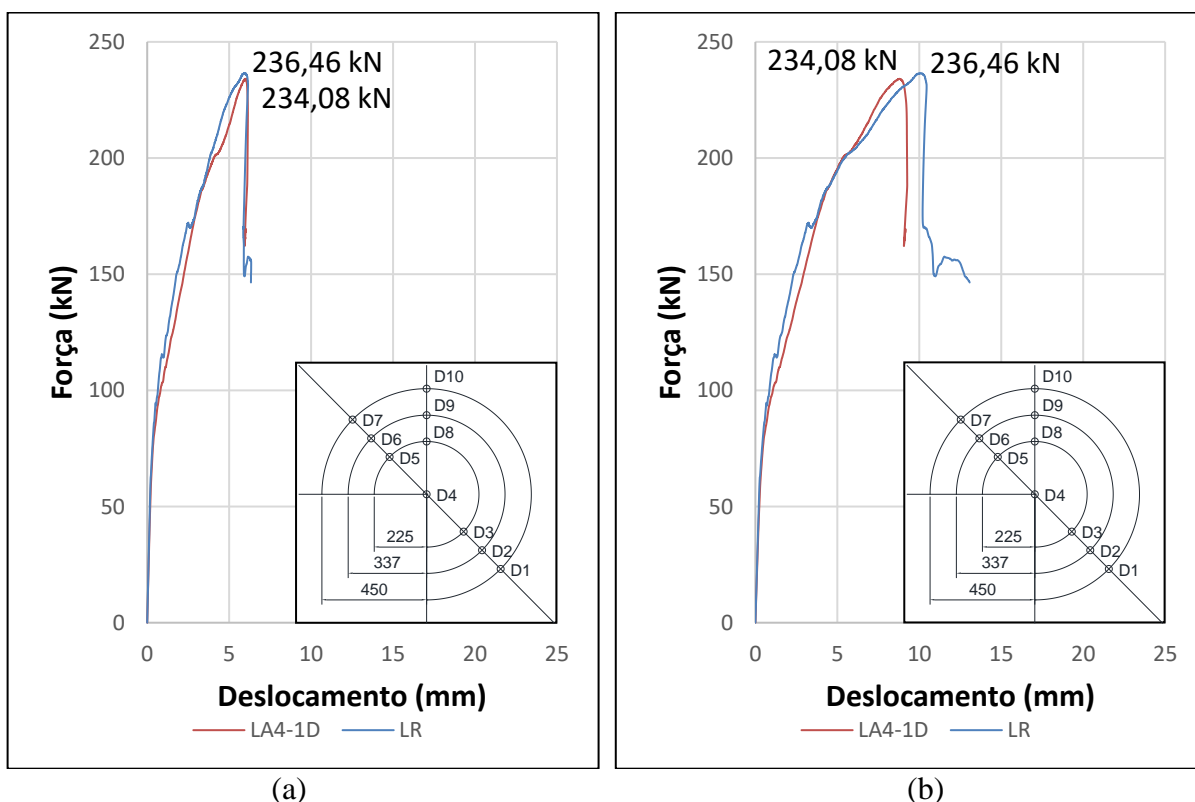 250
200
150
100
50
0
Força (kN)
236,46 kN
234,08 kN
D10
D9
D8
D7
D6
D5
D4
D3
D2
D1
225
337
450
0 5 10 15 20 25
Deslocamento (mm)
LA4-1D LR
(a)
250
200
150
100
50
0
Força (kN)
234,08 kN 236,46 kN
D10
D9
D8
D7
D6
D5
D4
D3
D2
D1
225
337
450
0 5 10 15 20 25
Deslocamento (mm)
LA4-1D LR
(b)